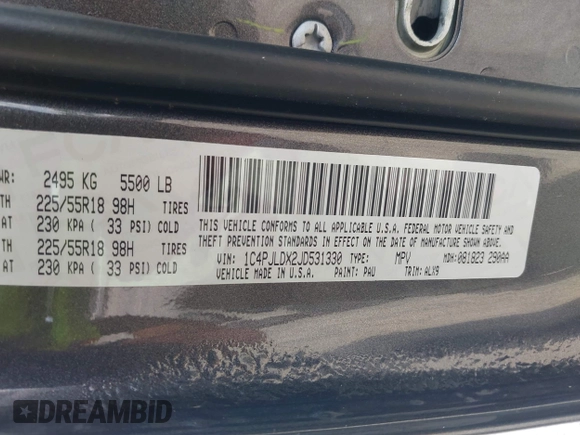 WR: 2495 KG 5500 LB
TH 225/55R18 98H TIRES
AT 230 KPA ( 33 PSI) COLD
TH 225/55R18 98H TIRES
AT 230 KPA ( 33 PSI) COLD
THIS VEHICLE CONFORMS TO ALL APPLICABLE U.S.A. FEDERAL MOTOR VEHICLE SAFETY AND
THEFT PREVENTION STANDARDS IN EFFECT ON THE DATE OF MANUFACTURE SHOWN ABOVE.
VIN: 1C4PJLDX2JD531330 TYPE: MPV MDH: 081823 290AA
MADE IN U.S.A. PAINT: PAU TRIM: ALX9
DREAMBID